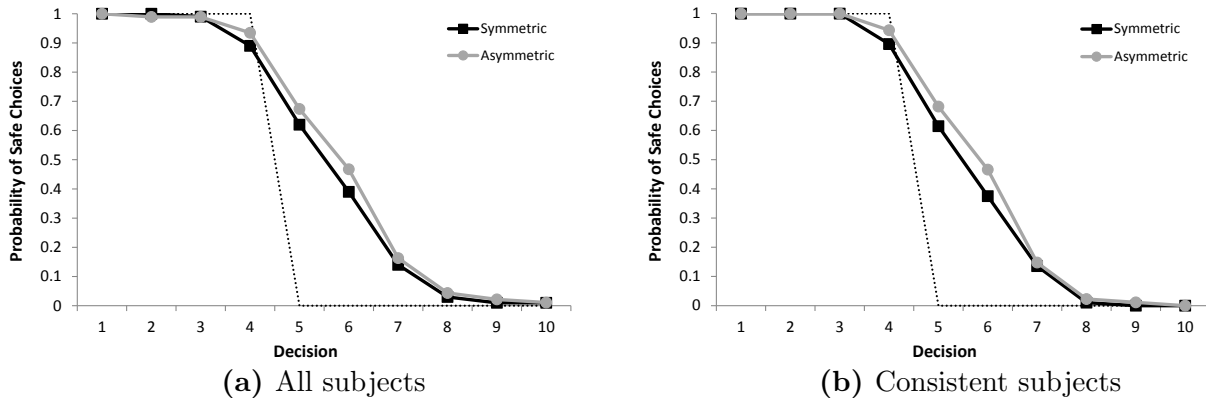 Probability of Safe Choices
1
0.9
0.8
0.7
0.6
0.5
0.4
0.3
0.2
0.1
0
Symmetric
Asymmetric
1 2 3 4 5 6 7 8 9 10
Decision
(a) All subjects
Probability of Safe Choices
1
0.9
0.8
0.7
0.6
0.5
0.4
0.3
0.2
0.1
0
Symmetric
Asymmetric
1 2 3 4 5 6 7 8 9 10
Decision
(b) Consistent subjects